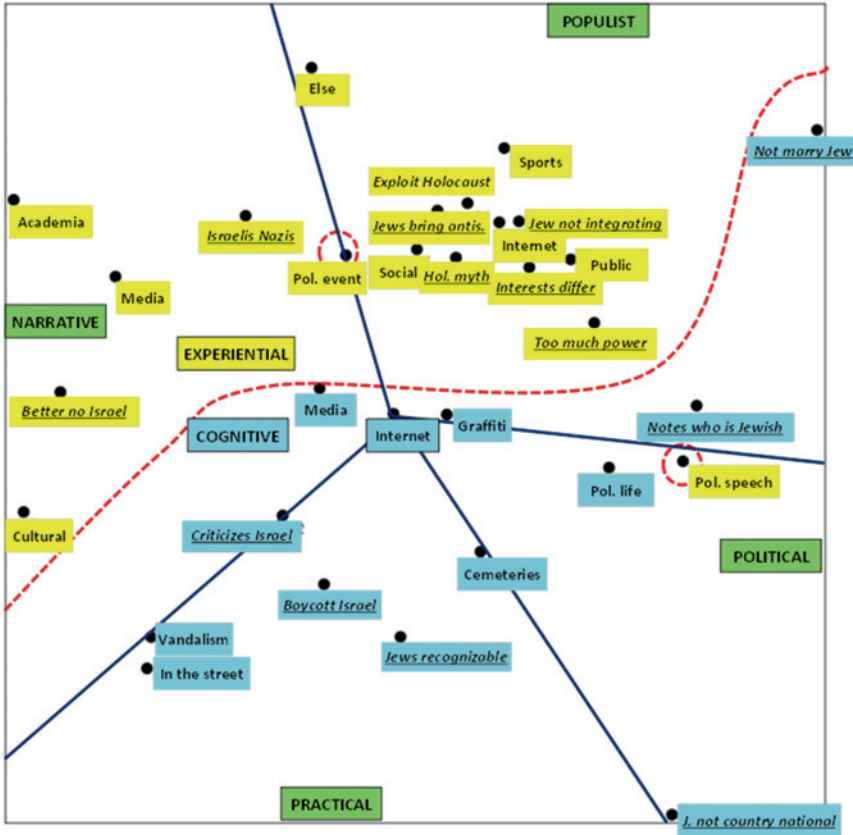 POPULIST
Else
Not marry Jew
Sports
Exploit Holocaust
Academia
Israelis Nazis
Jews bring antis.
Jew not integrating
Internet
Pol. event
Social
Hol. myth
Public
Interests differ
Media
NARRATIVE
Too much power
EXPERIENTIAL
Better no Israel
Media
COGNITIVE
Internet
Graffiti
Notes who is Jewish
Pol. life
Pol. speech
Cultural
Criticizes Israel
POLITICAL
Cemeteries
Boycott Israel
Vandalism
Jews recognizable
In the street
PRACTICAL
J. not country national